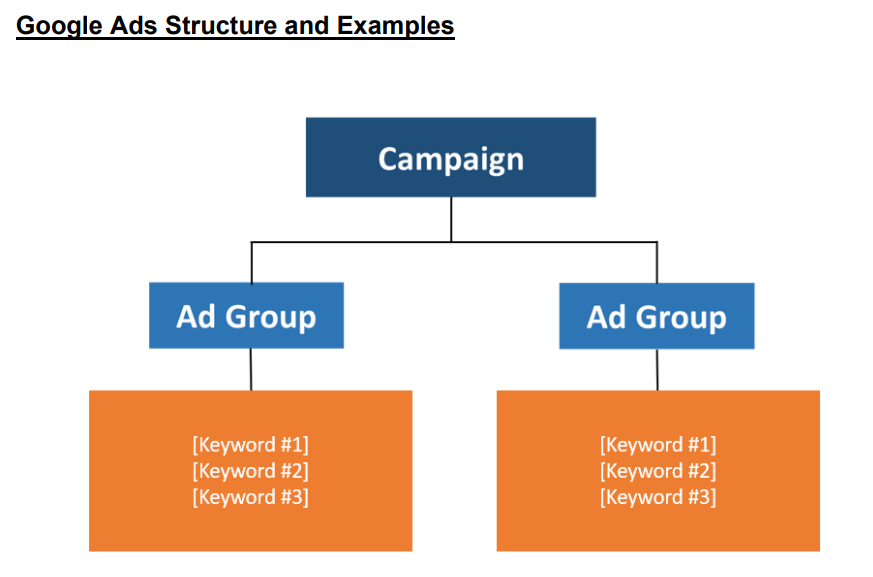 Google Ads Structure and Examples
Campaign
Ad Group
Ad Group
[Keyword #1]
[Keyword #2]
[Keyword #3]
[Keyword #1]
[Keyword #2]
[Keyword #3]